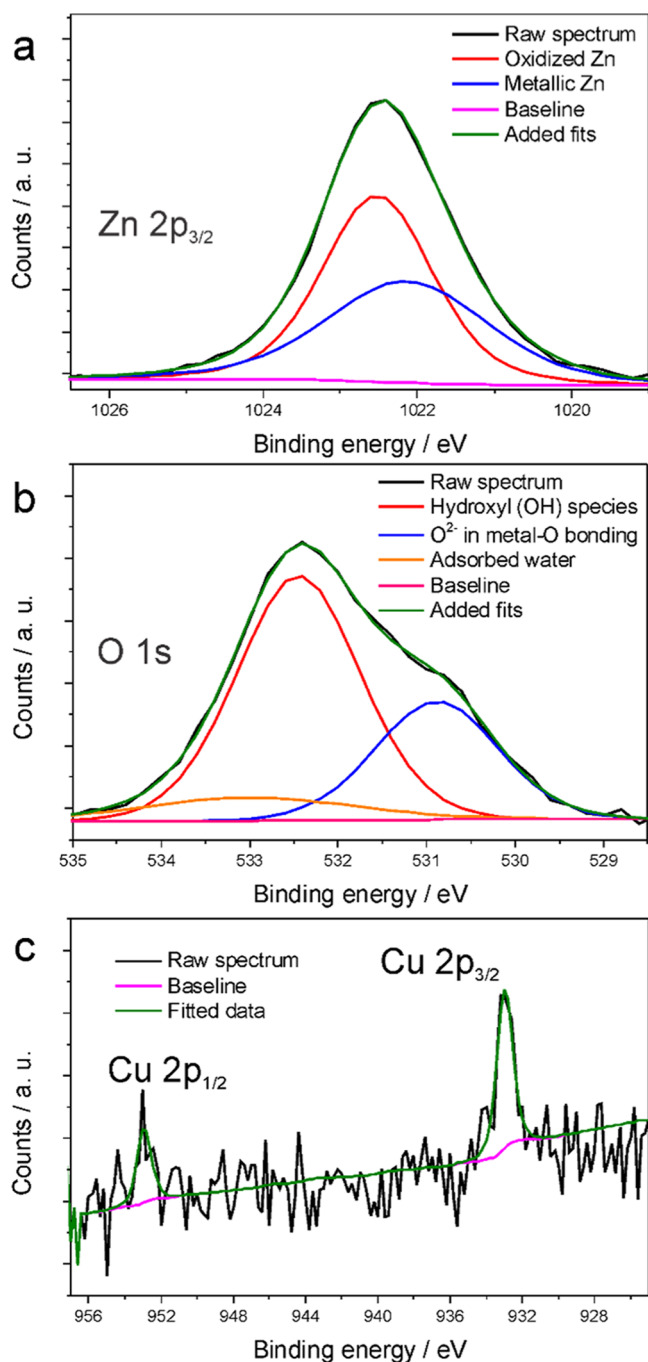 a
Raw spectrum
Oxidized Zn
Metallic Zn
Baseline
Added fits
Zn 2p3/2
Counts / a. u.
1026 1024 1022 1020
Binding energy / eV
b
Raw spectrum
Hydroxyl (OH) species
O2- in metal-O bonding
Adsorbed water
Baseline
Added fits
O 1s
Counts / a. u.
535 534 533 532 531 530 529
Binding energy / eV
c
Raw spectrum
Baseline
Fitted data
Cu 2p3/2
Cu 2p1/2
Counts / a. u.
956 952 948 944 940 936 932 928
Binding energy / eV